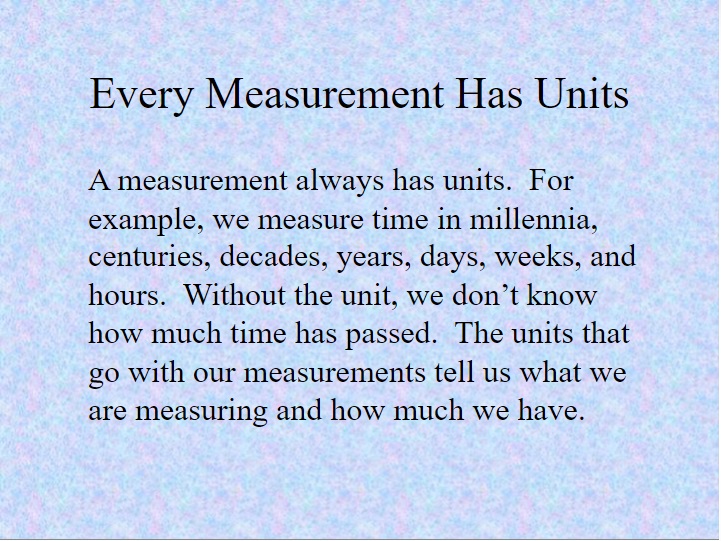 Every Measurement Has Units
A measurement always has units.  For
example, we measure time in millennia,
centuries, decades, years, days, weeks, and
hours.  Without the unit, we don’t know
how much time has passed.  The units that
go with our measurements tell us what we
are measuring and how much we have.